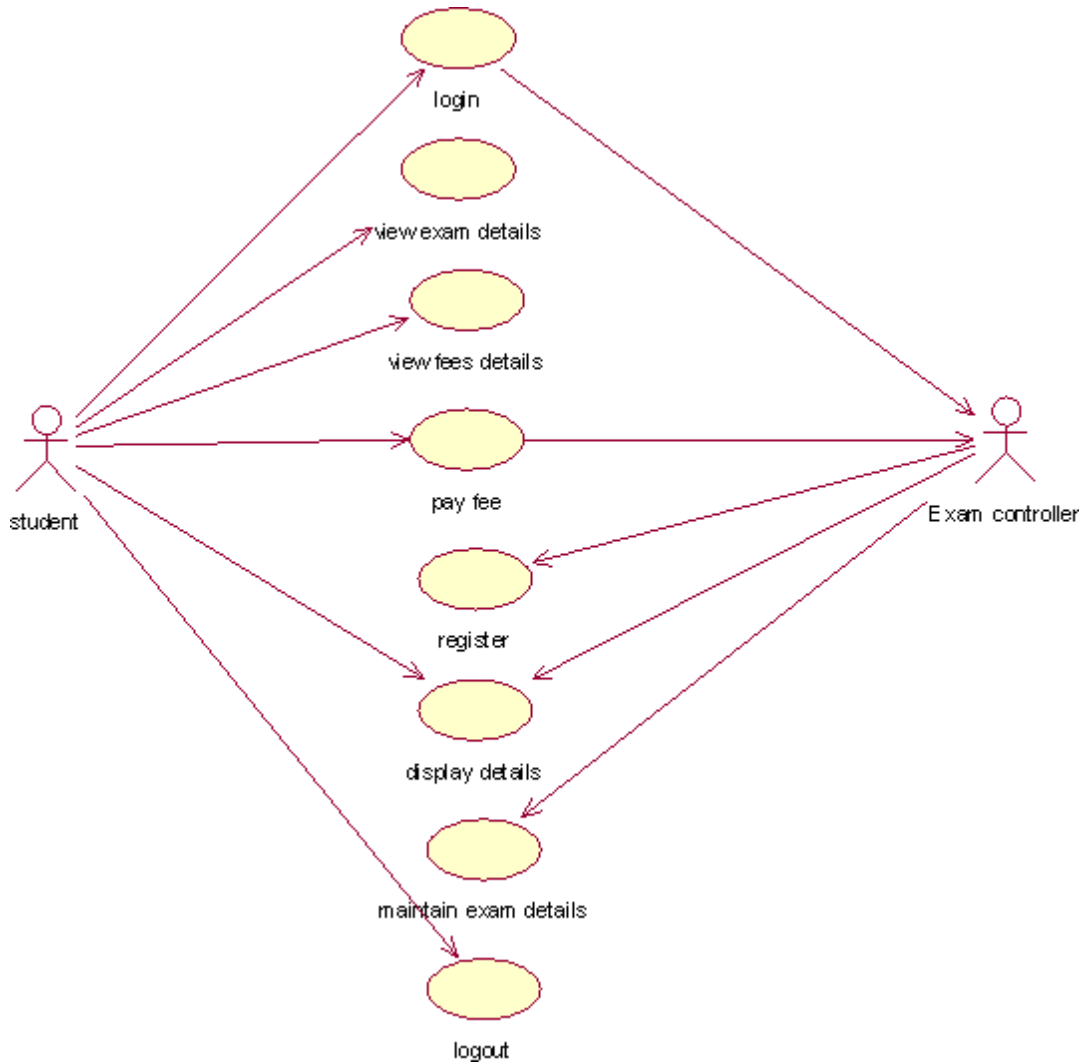 login
view exam details
view fees details
pay fee
student
Exam controller
register
display details
maintain exam details
logout